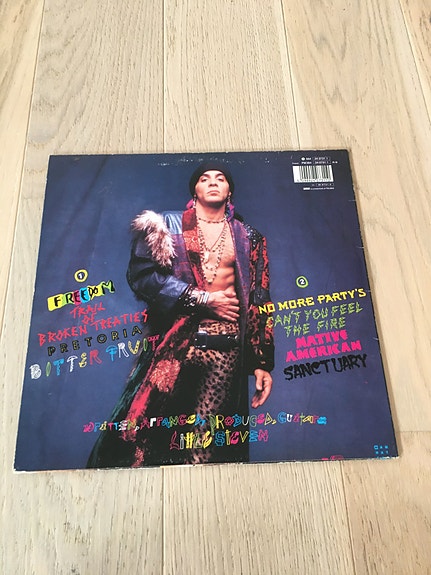 1
FREEDOM
TRAIL
OF
BROKEN TREATIES
PRETORIA
BITTER FRUIT
2
NO MORE PARTY'S
CAN'T YOU FEEL
THE FIRE
NATIVE
AMERICAN
SANCTUARY
WRITTEN, ARRANGED, PRODUCED, GUITARS
LITTLE STEVEN